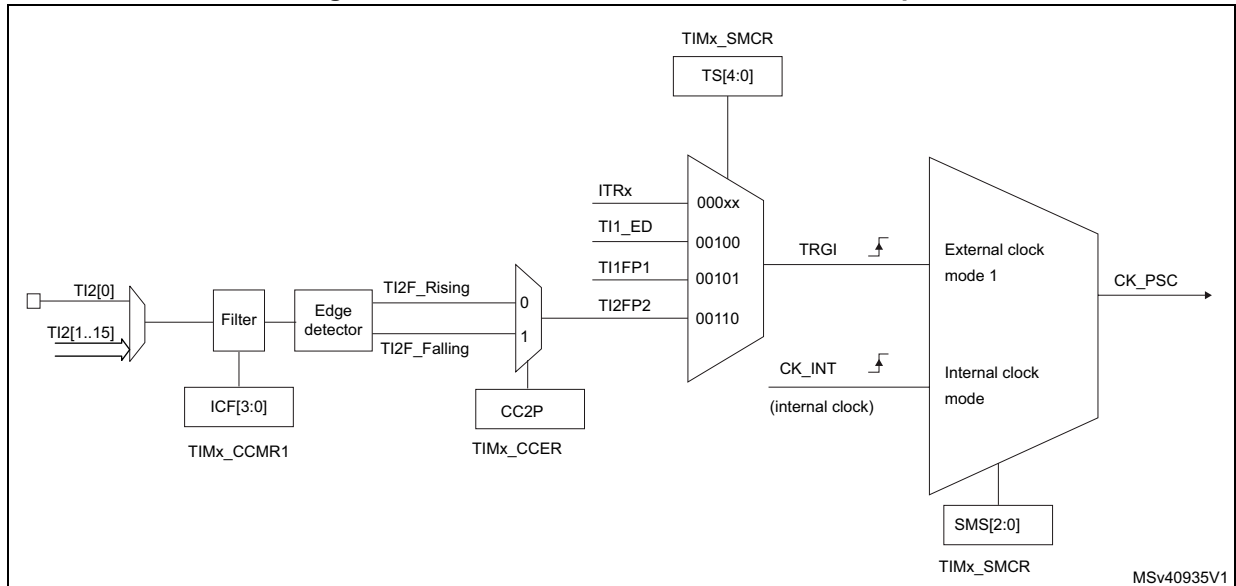 TIMx_SMCR
TS[4:0]
ITRx
000xx
TI1_ED
00100
TI1FP1
00101
TI2FP2
00110
TRGI
External clock
mode 1
CK_PSC
TI2[0]
TI2[1..15]
Filter
Edge
detector
TI2F_Rising
0
TI2F_Falling
1
CK_INT
(internal clock)
Internal clock
mode
ICF[3:0]
TIMx_CCMR1
CC2P
TIMx_CCER
SMS[2:0]
TIMx_SMCR
MSv40935V1